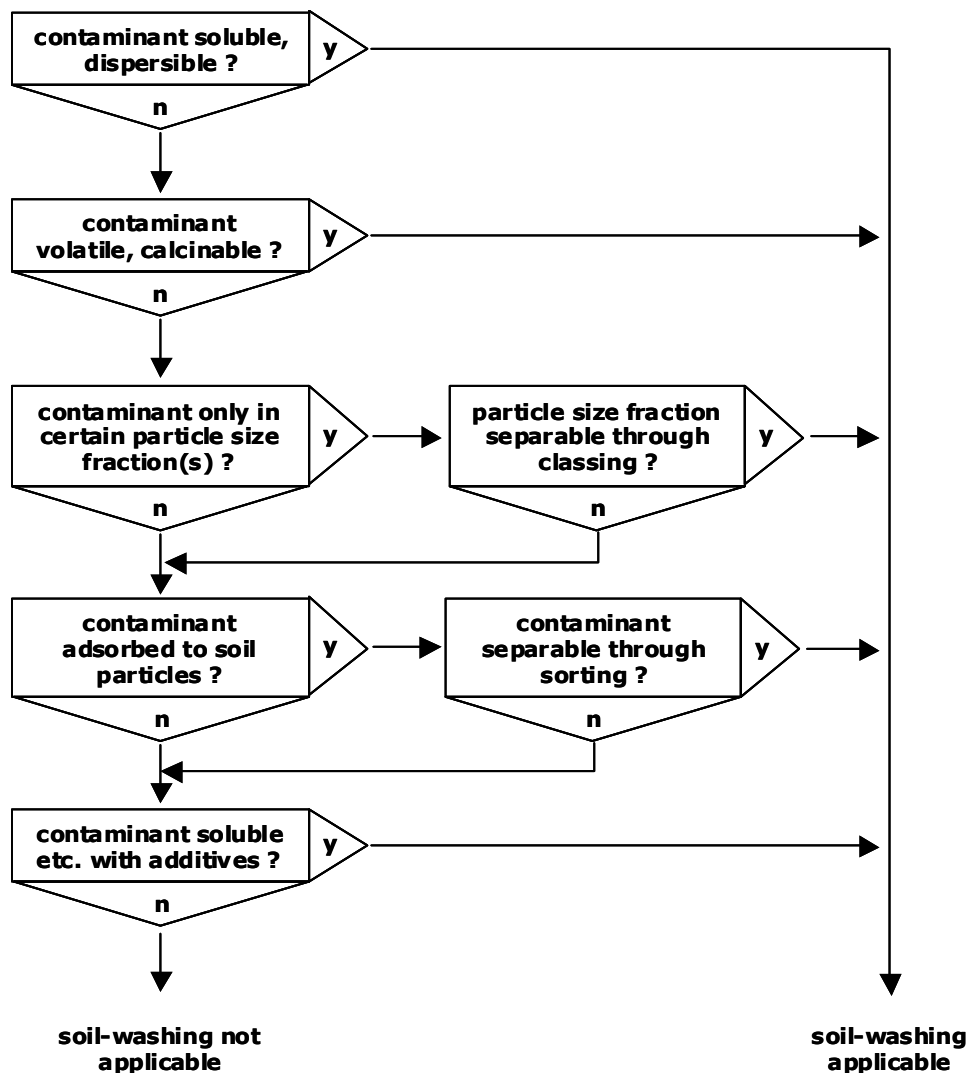 contaminant soluble,
dispersible ?
y
n
contaminant
volatile, calcinable ?
y
n
contaminant only in
certain particle size
fraction(s) ?
y
n
particle size fraction
separable through
classing ?
y
n
contaminant
adsorbed to soil
particles ?
y
n
contaminant
separable through
sorting ?
y
n
contaminant soluble
etc. with additives ?
y
n
soil-washing not
applicable
soil-washing
applicable